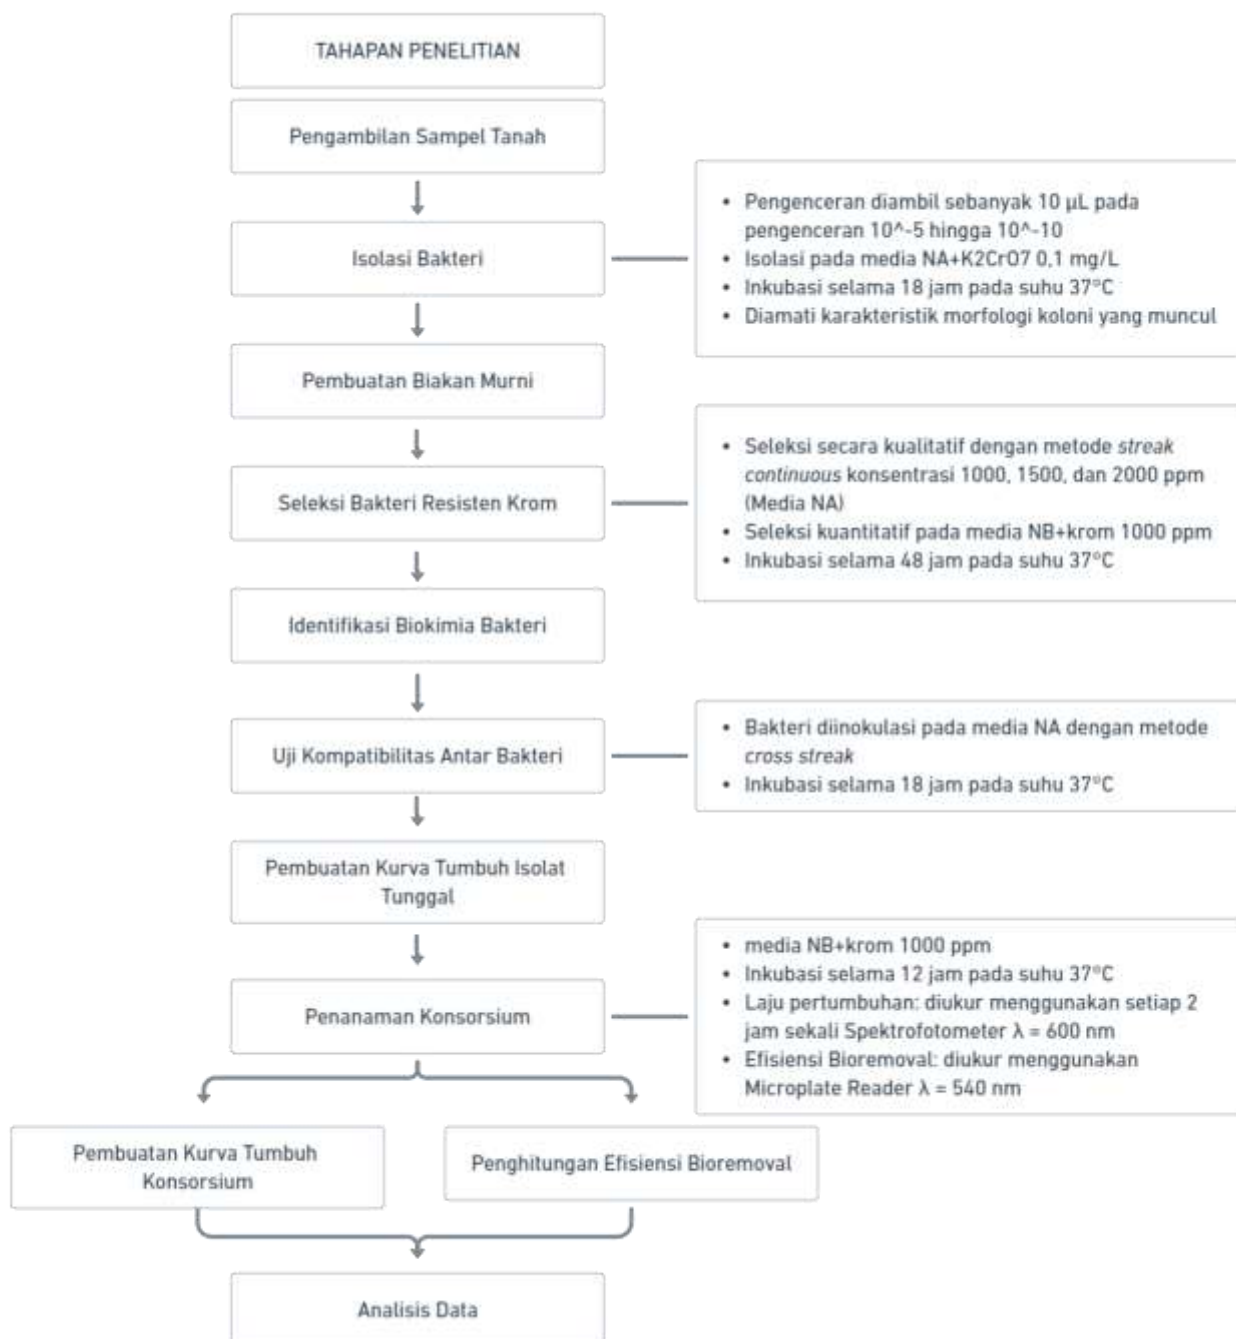 TAHAPAN PENELITIAN
Pengambilan Sampel Tanah
Isolasi Bakteri
• Pengenceran diambil sebanyak 10 µL pada
pengenceran 10^-5 hingga 10^-10
• Isolasi pada media NA+K2CrO7 0,1 mg/L
• Inkubasi selama 18 jam pada suhu 37°C
• Diamati karakteristik morfologi koloni yang muncul
Pembuatan Biakan Murni
Seleksi Bakteri Resisten Krom
• Seleksi secara kualitatif dengan metode streak
continuous konsentrasi 1000, 1500, dan 2000 ppm
(Media NA)
• Seleksi kuantitatif pada media NB+krom 1000 ppm
• Inkubasi selama 48 jam pada suhu 37°C
Identifikasi Biokimia Bakteri
Uji Kompatibilitas Antar Bakteri
• Bakteri diinokulasi pada media NA dengan metode
cross streak
• Inkubasi selama 18 jam pada suhu 37°C
Pembuatan Kurva Tumbuh Isolat
Tunggal
Penanaman Konsorsium
• media NB+krom 1000 ppm
• Inkubasi selama 12 jam pada suhu 37°C
• Laju pertumbuhan: diukur menggunakan setiap 2
jam sekali Spektrofotometer λ = 600 nm
• Efisiensi Bioremoval: diukur menggunakan
Microplate Reader λ = 540 nm
Pembuatan Kurva Tumbuh
Konsorsium
Penghitungan Efisiensi Bioremoval
Analisis Data